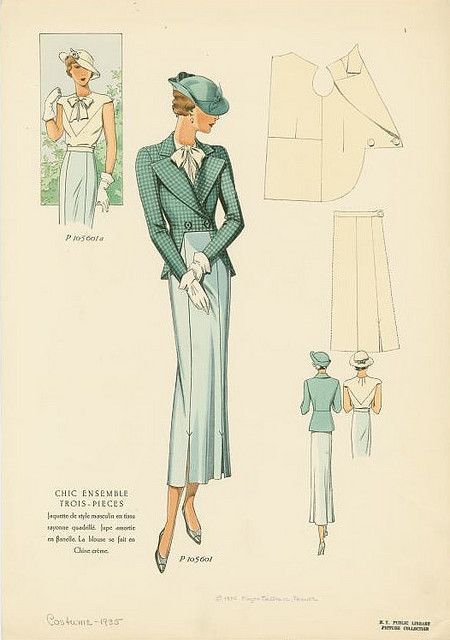 P 105601a
CHIC ENSEMBLE
TROIS-PIECES
Jaquette de style masculin en tissu
rayonne quadrillé. Jupe assortie
en flanelle. La blouse se fait en
Chine crème.
P 105601
Costume - 1935
N. Y. PUBLIC LIBRARY
PICTURE COLLECTION